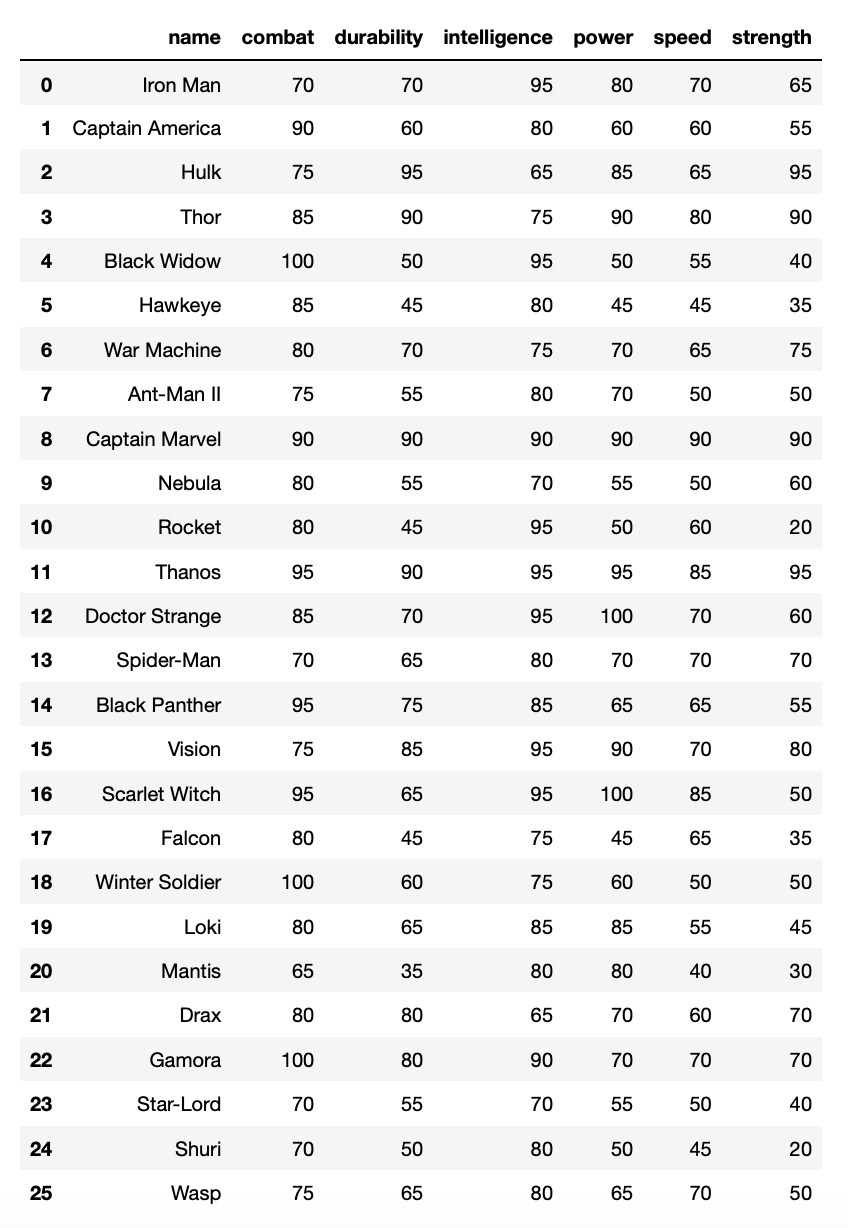 name combat durability intelligence power speed strength
0 Iron Man 70 70 95 80 70 65
1 Captain America 90 60 80 60 60 55
2 Hulk 75 95 65 85 65 95
3 Thor 85 90 75 90 80 90
4 Black Widow 100 50 95 50 55 40
5 Hawkeye 85 45 80 45 45 35
6 War Machine 80 70 75 70 65 75
7 Ant-Man II 75 55 80 70 50 50
8 Captain Marvel 90 90 90 90 90 90
9 Nebula 80 55 70 55 50 60
10 Rocket 80 45 95 50 60 20
11 Thanos 95 90 95 95 85 95
12 Doctor Strange 85 70 95 100 70 60
13 Spider-Man 70 65 80 70 70 70
14 Black Panther 95 75 85 65 65 55
15 Vision 75 85 95 90 70 80
16 Scarlet Witch 95 65 95 100 85 50
17 Falcon 80 45 75 45 65 35
18 Winter Soldier 100 60 75 60 50 50
19 Loki 80 65 85 85 55 45
20 Mantis 65 35 80 80 40 30
21 Drax 80 80 65 70 60 70
22 Gamora 100 80 90 70 70 70
23 Star-Lord 70 55 70 55 50 40
24 Shuri 70 50 80 50 45 20
25 Wasp 75 65 80 65 70 50